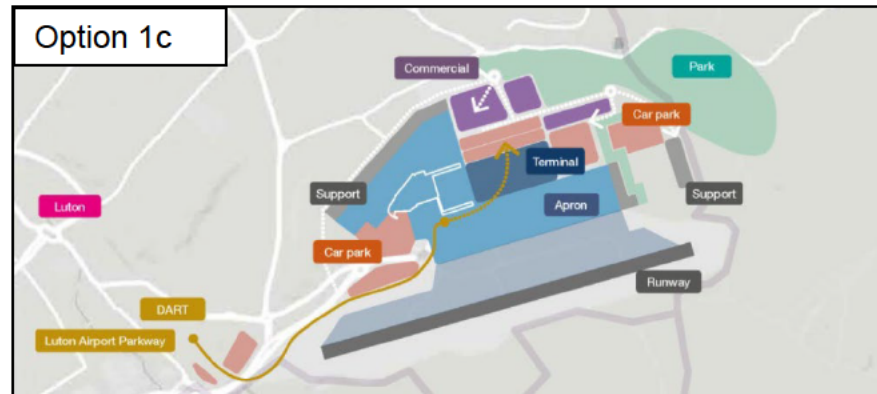 Option 1c
Commercial
Park
Car park
Terminal
Support
Support
Luton
Apron
Car park
Runway
DART
Luton Airport Parkway